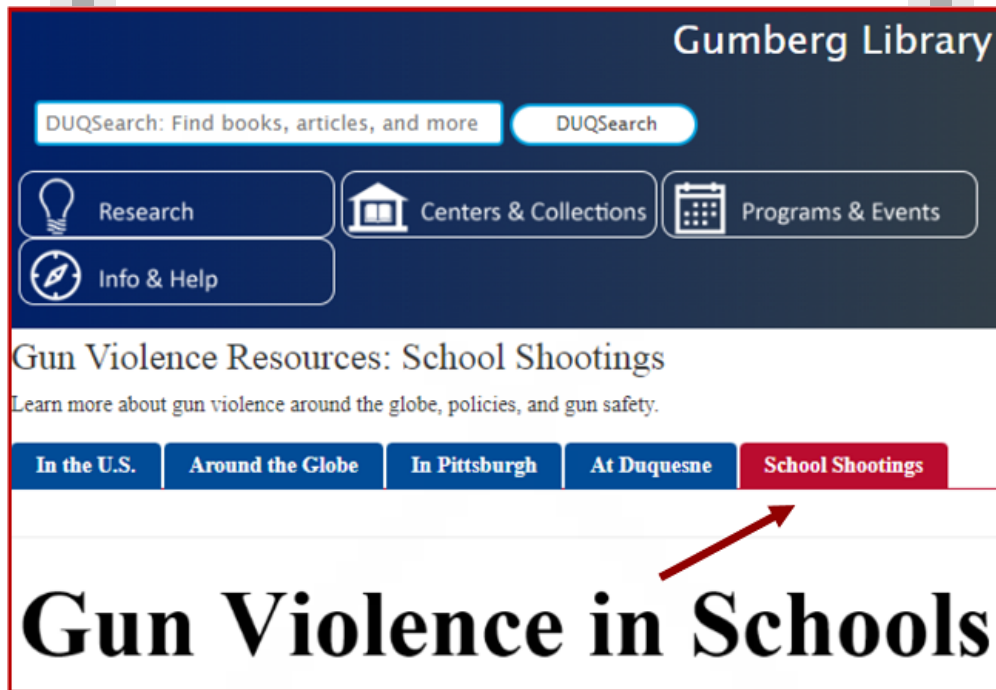 Gumberg Library
DUQSearch: Find books, articles, and more DUQSearch
Research Centers & Collections Programs & Events
Info & Help
Gun Violence Resources: School Shootings
Learn more about gun violence around the globe, policies, and gun safety.
In the U.S. Around the Globe In Pittsburgh At Duquesne School Shootings
Gun Violence in Schools